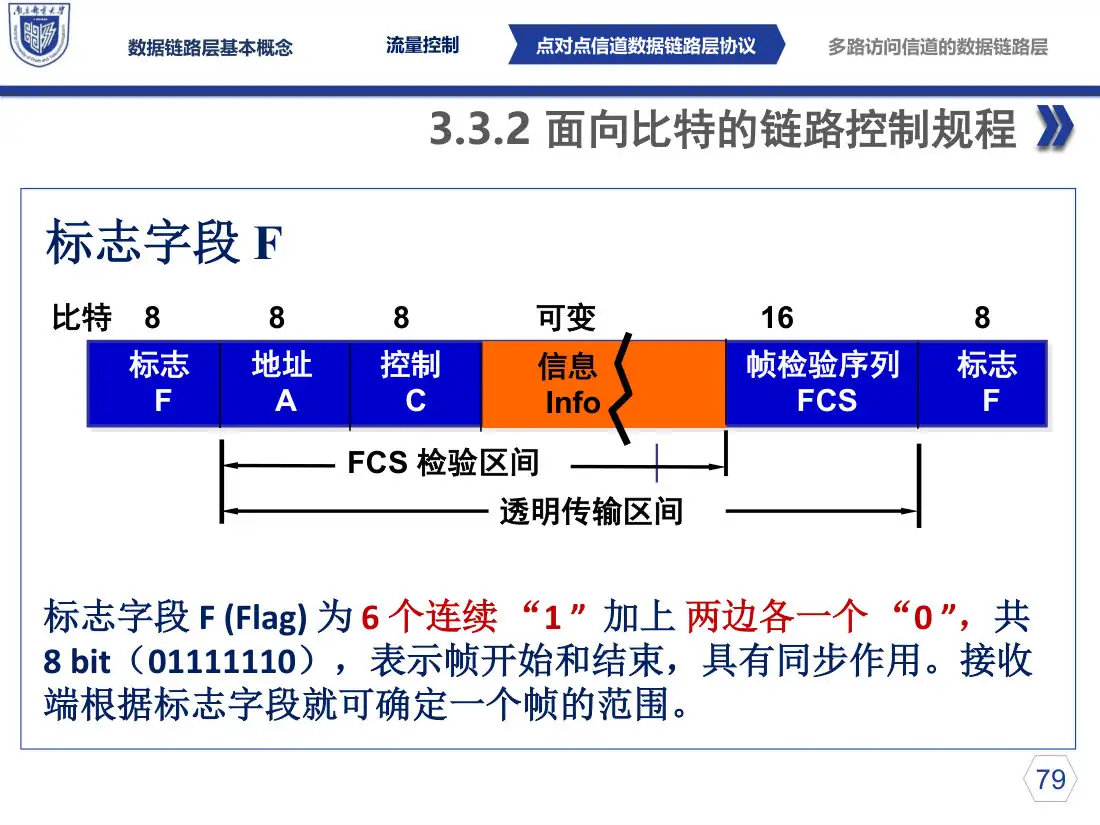 数据链路层基本概念
流量控制
点对点信道数据链路层协议
多路访问信道的数据链路层
3.3.2 面向比特的链路控制规程
标志字段 F
比特 8 8 8 可变 16 8
标志 地址 控制 信息 帧检验序列 标志
F A C Info FCS F
FCS 检验区间
透明传输区间
标志字段 F (Flag) 为 6 个连续 “1 ” 加上 两边各一个 “0 ”，共
8 bit（01111110），表示帧开始和结束，具有同步作用。接收
端根据标志字段就可确定一个帧的范围。
79